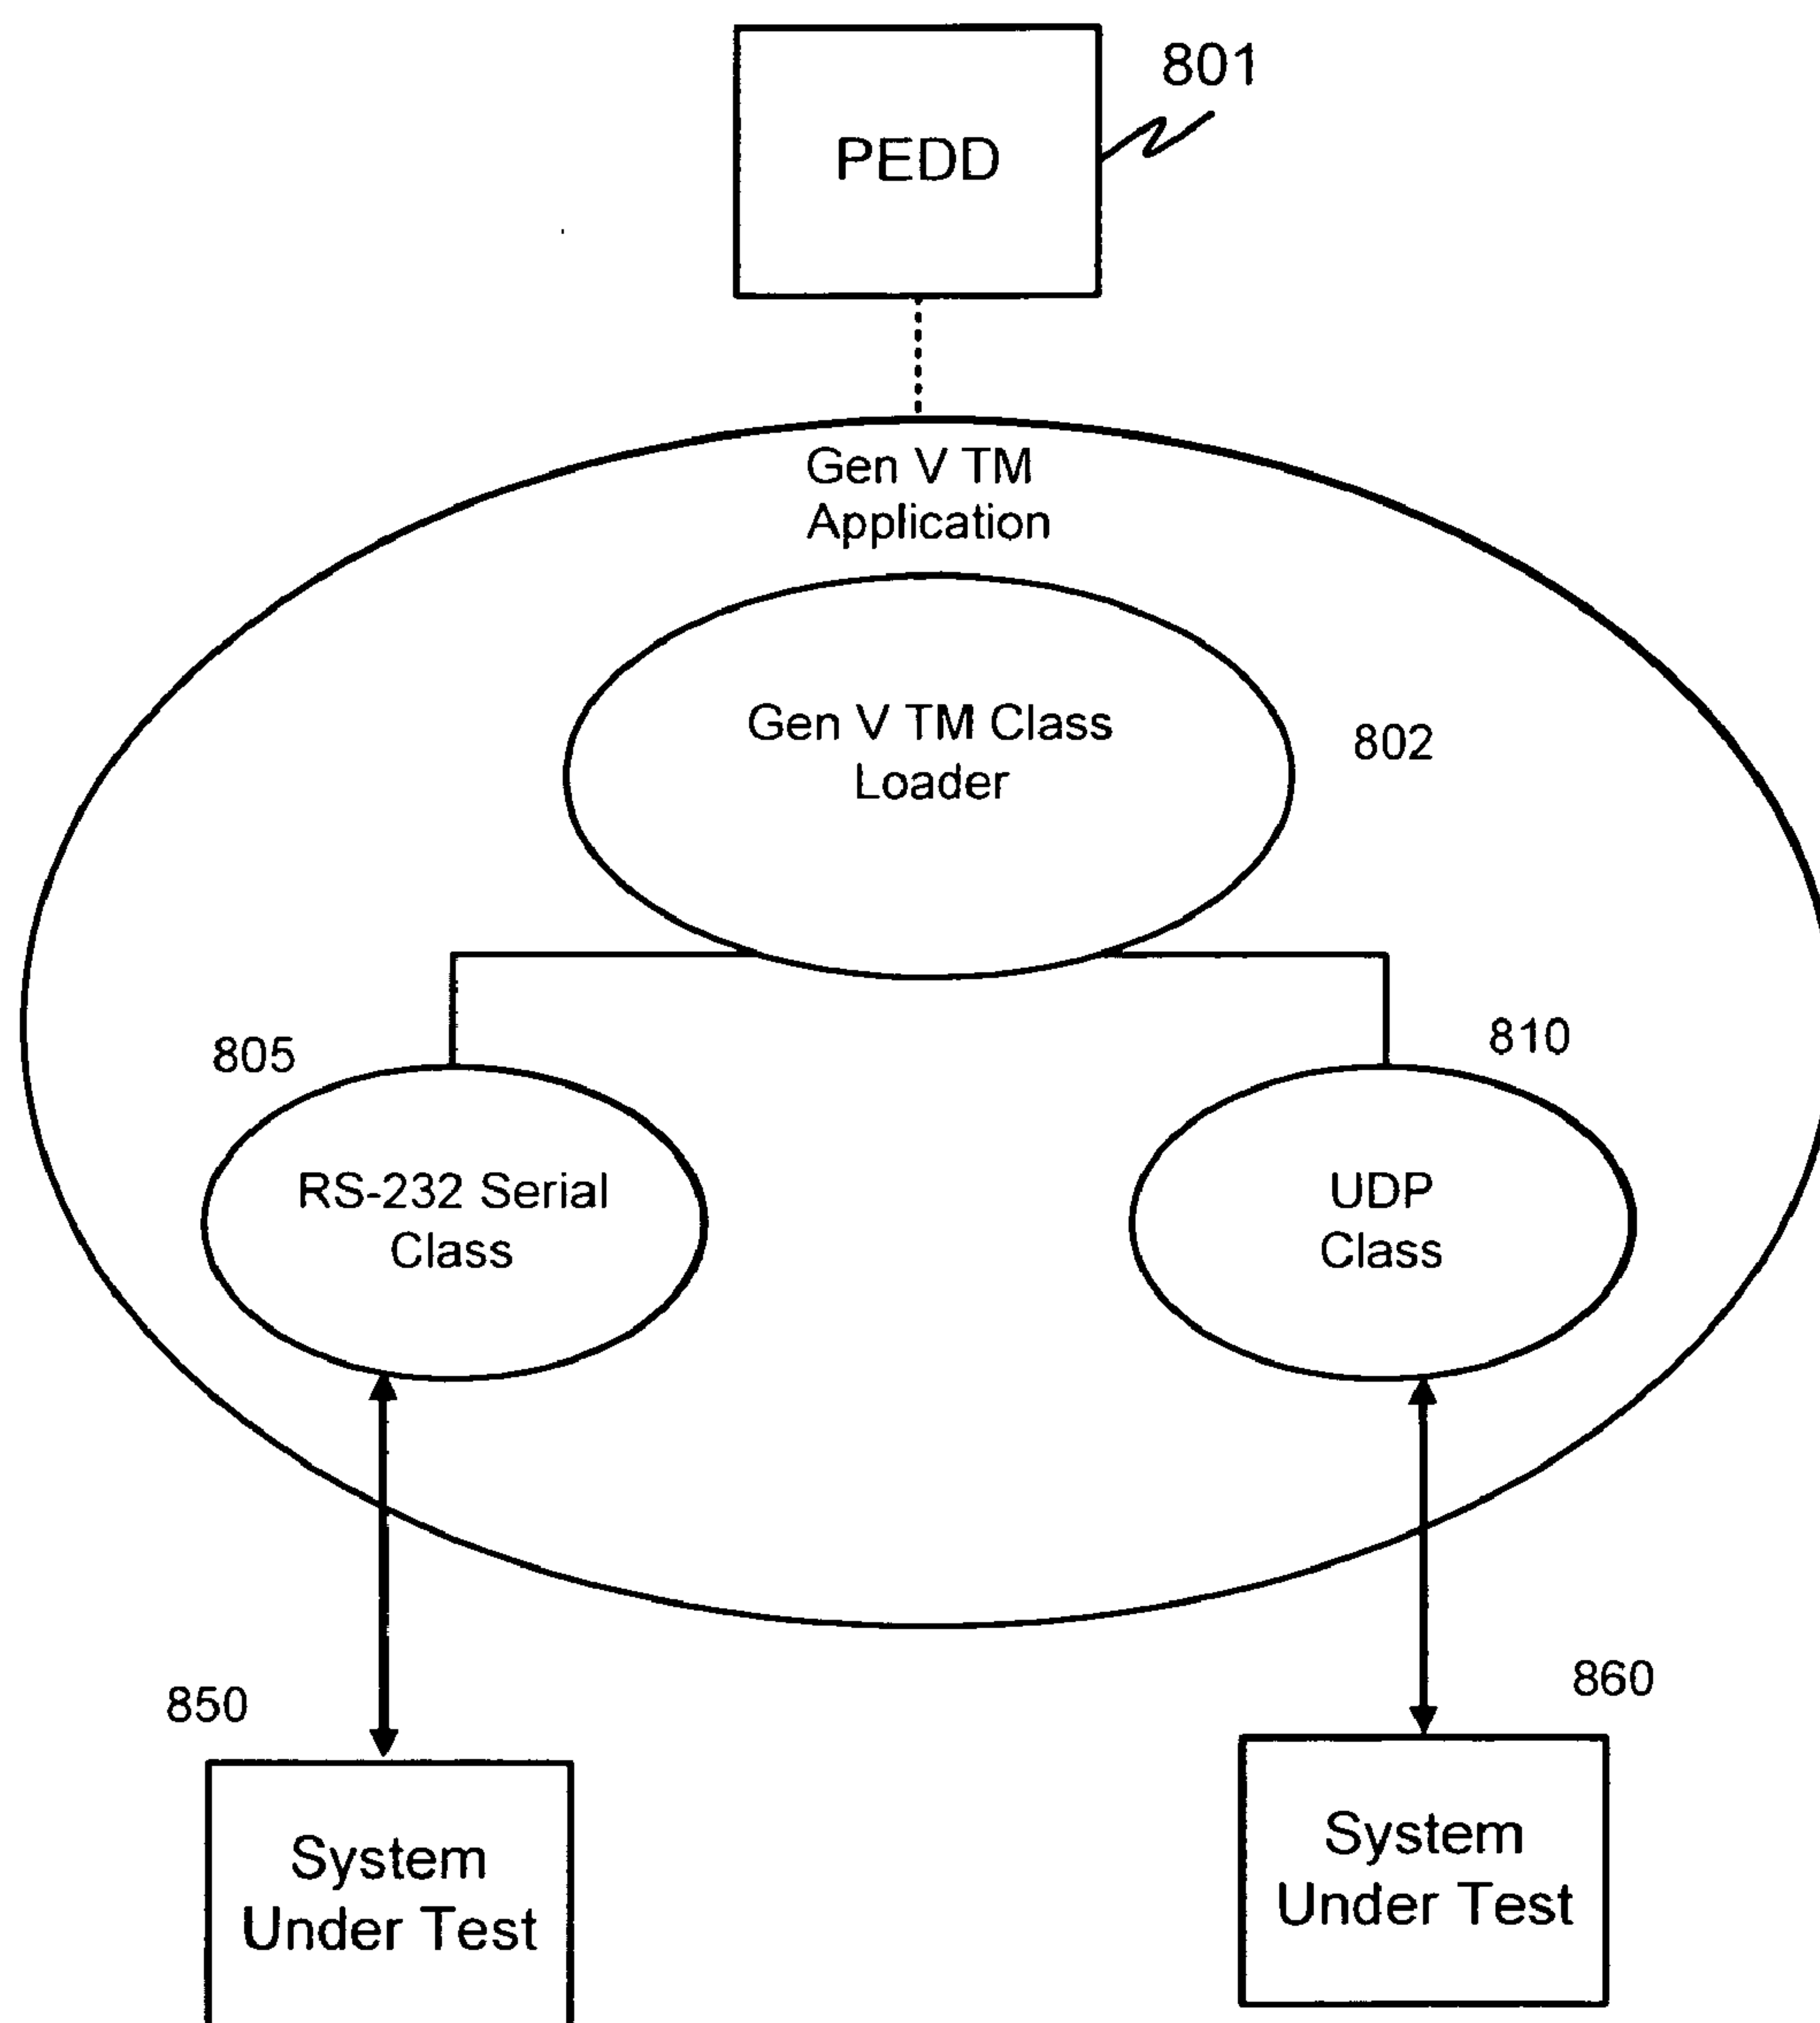 801
PEDD
Gen V TM
Application
Gen V TM Class
Loader
802
805
810
RS-232 Serial
Class
UDP
Class
850
860
System
Under Test
System
Under Test